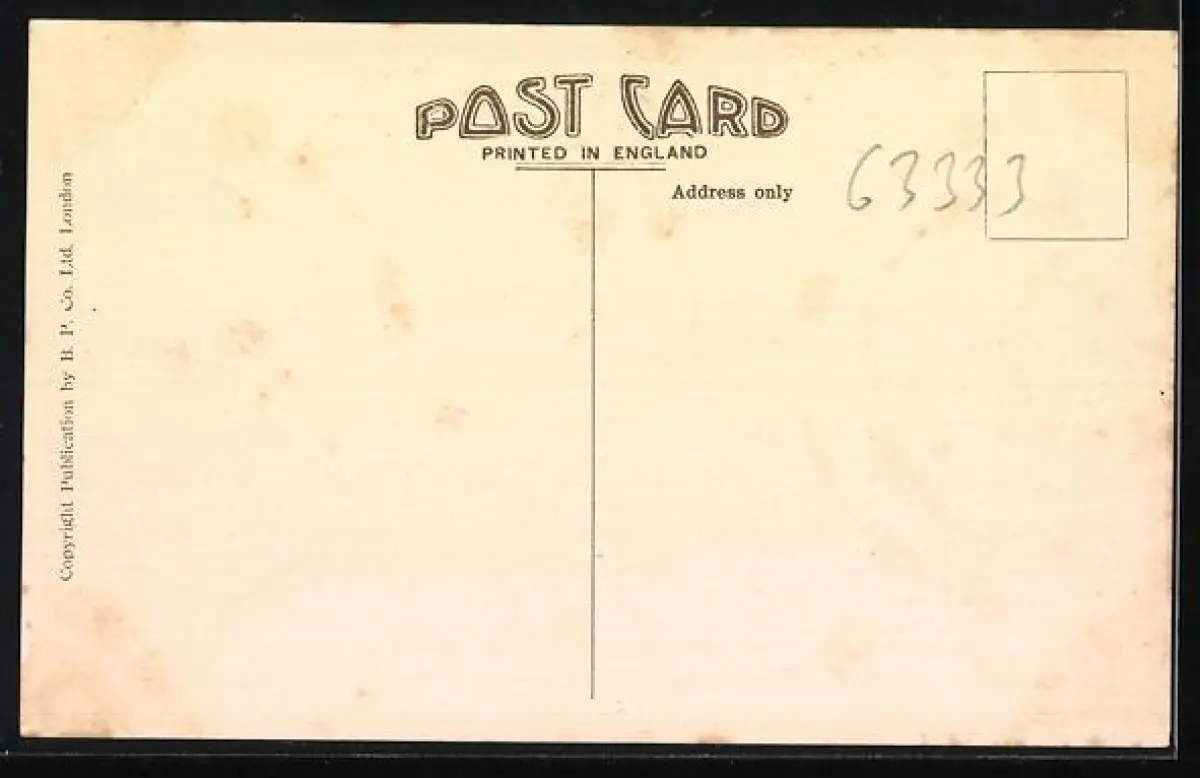 POST CARD
PRINTED IN ENGLAND
Address only
63333
Copyright Publication by B. P. Co. Ltd. London